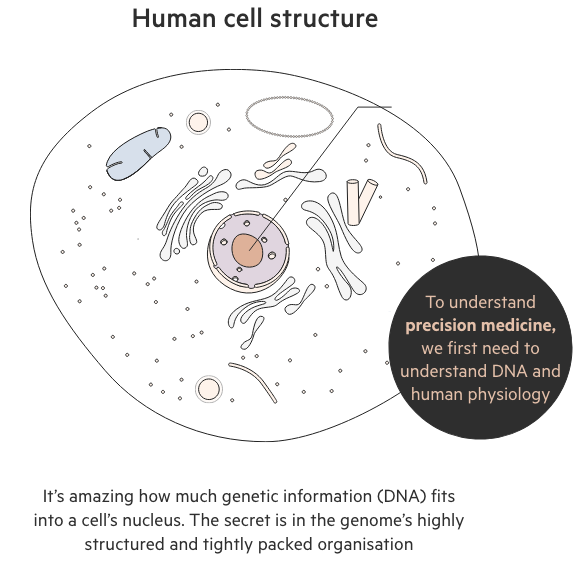 Human cell structure
To understand
precision medicine,
we first need to
understand DNA and
human physiology
It's amazing how much genetic information (DNA) fits
into a cell's nucleus. The secret is in the genome's highly
structured and tightly packed organisation